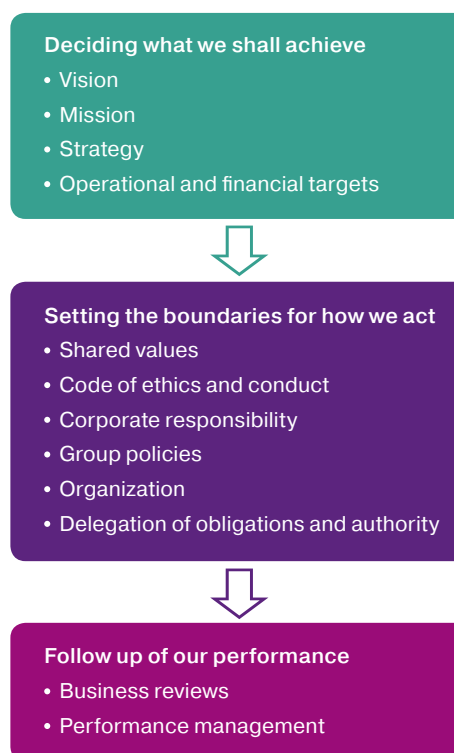 Deciding what we shall achieve
• Vision
• Mission
• Strategy
• Operational and financial targets
Setting the boundaries for how we act
• Shared values
• Code of ethics and conduct
• Corporate responsibility
• Group policies
• Organization
• Delegation of obligations and authority
Follow up of our performance
• Business reviews
• Performance management